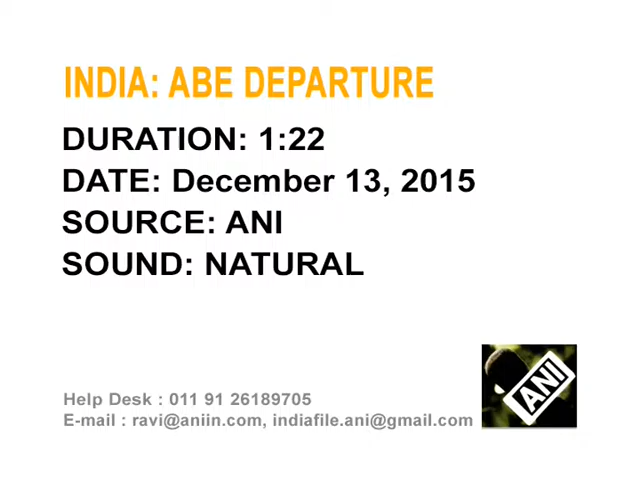 INDIA: ABE DEPARTURE
DURATION: 1:22
DATE: December 13, 2015
SOURCE: ANI
SOUND: NATURAL
Help Desk : 011 91 26189705
E-mail : ravi@aniin.com, indiafile.ani@gmail.com
ANI